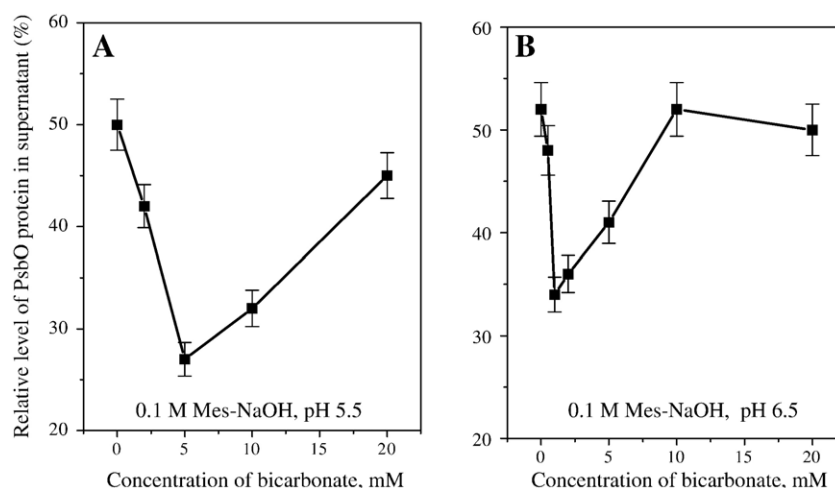 Relative level of PsbO protein in supernatant (%)
A
60
50
40
30
20
0 5 10 15 20
0.1 M Mes-NaOH, pH 5.5
Concentration of bicarbonate, mM
B
60
50
40
30
20
0 5 10 15 20
0.1 M Mes-NaOH, pH 6.5
Concentration of bicarbonate, mM